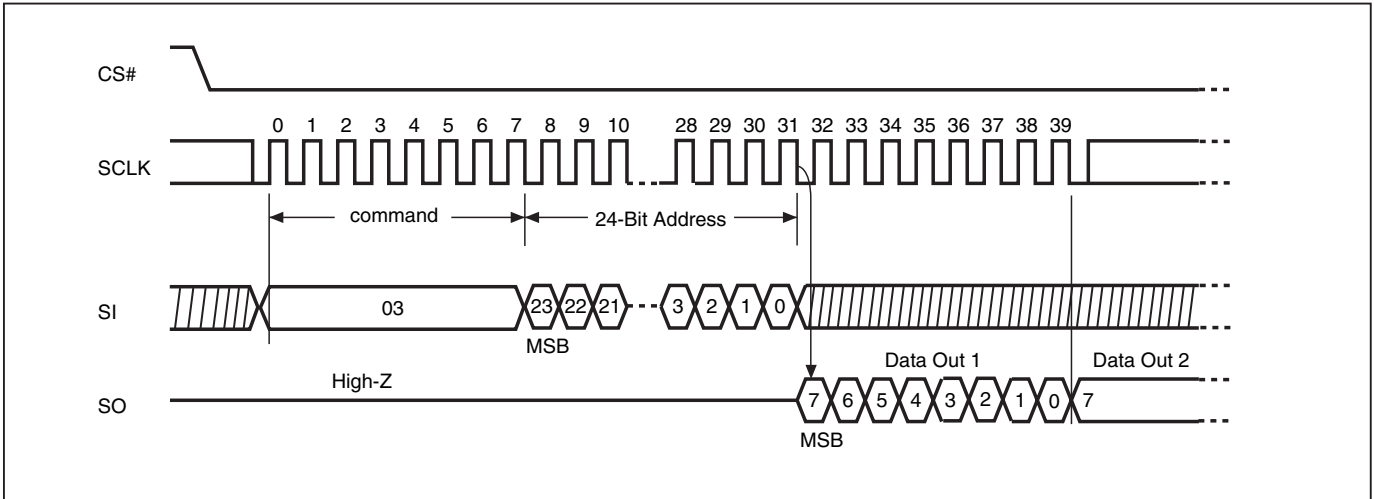 CS#
0 1 2 3 4 5 6 7 8 9 10 28 29 30 31 32 33 34 35 36 37 38 39
SCLK
command
24-Bit Address
SI
03
23 22 21 3 2 1 0
MSB
Data Out 1
Data Out 2
High-Z
SO
7 6 5 4 3 2 1 0 7
MSB